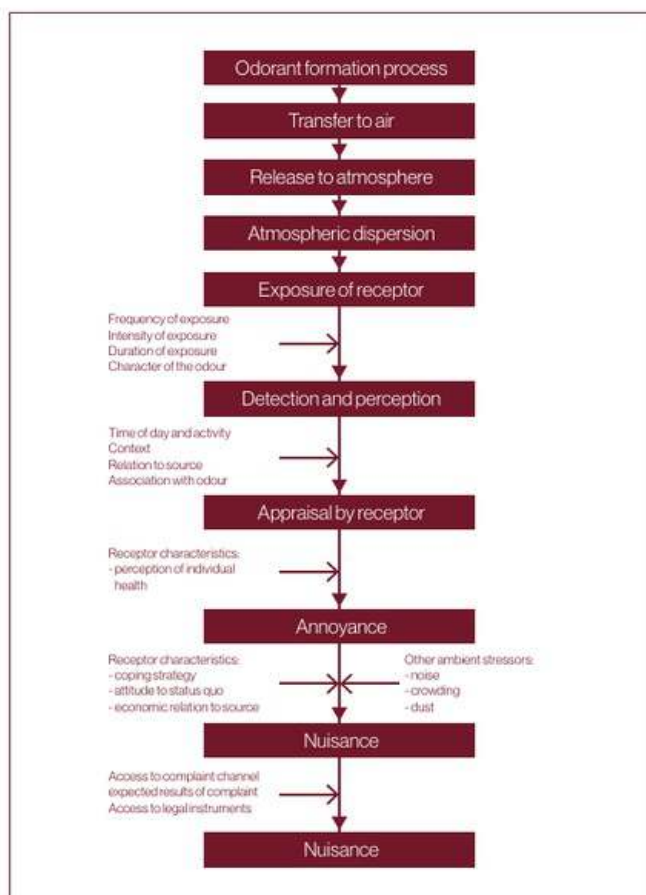 Odorant formation process
Transfer to air
Release to atmosphere
Atmospheric dispersion
Exposure of receptor
Frequency of exposure
Intensity of exposure
Duration of exposure
Character of the odour
Detection and perception
Time of day and activity
Context
Relation to source
Association with odour
Appraisal by receptor
Receptor characteristics:
- perception of individual
health
Annoyance
Receptor characteristics:
- coping strategy
- attitude to status quo
- economic relation to source
Other ambient stressors:
- noise
- crowding
- dust
Nuisance
Access to complaint channel
expected results of complaint
Access to legal instruments
Nuisance